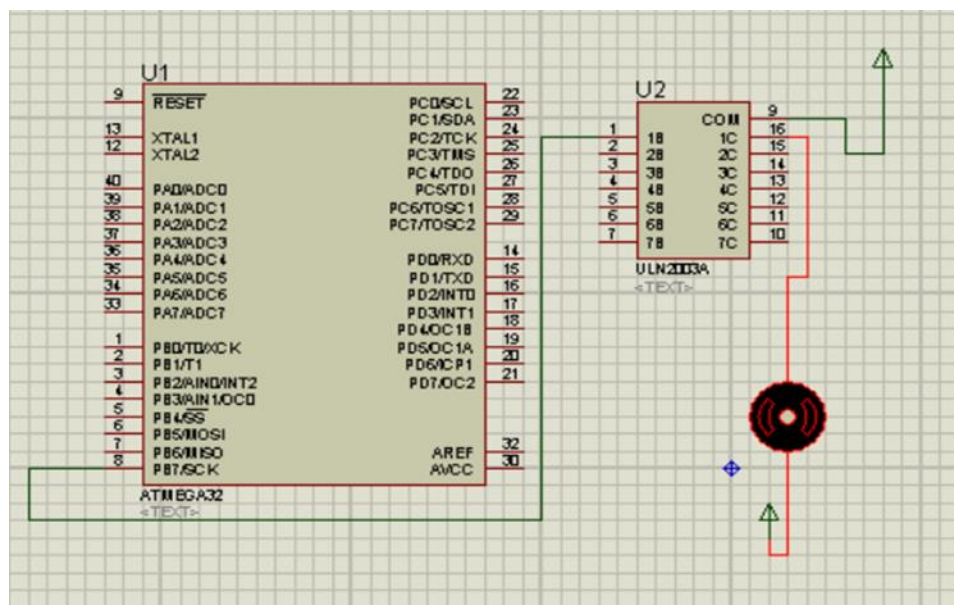 U1
9 RESET
13 XTAL1
12 XTAL2
40 PA0/ADC0
39 PA1/ADC1
38 PA2/ADC2
37 PA3/ADC3
36 PA4/ADC4
35 PA5/ADC5
34 PA6/ADC6
33 PA7/ADC7
1 PB0/T0/XCK
2 PB1/T1
3 PB2/AIN0/INT2
4 PB3/AIN1/OC0
5 PB4/SS
6 PB5/MOSI
7 PB6/MISO
8 PB7/SCK
PC0/SCL 22
PC1/SDA 23
PC2/TCK 24
PC3/TMS 25
PC4/TDO 26
PC5/TDI 27
PC6/TOSC1 28
PC7/TOSC2 29
PD0/RXD 14
PD1/TXD 15
PD2/INT0 16
PD3/INT1 17
PD4/OC1B 18
PD5/OC1A 19
PD6/ICP1 20
PD7/OC2 21
AREF 32
AVCC 30
ATMEGA32
<TEXT>
U2
COM 9
1 1B 1C 16
2 2B 2C 15
3 3B 3C 14
4 4B 4C 13
5 5B 5C 12
6 6B 6C 11
7 7B 7C 10
ULN2003A
<TEXT>